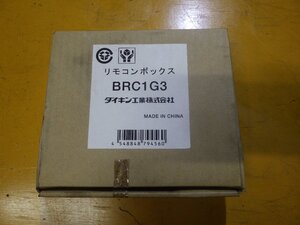 リモコンボックス
BRC1G3
ダイキン工業株式会社
MADE IN CHINA
4 548848 794560